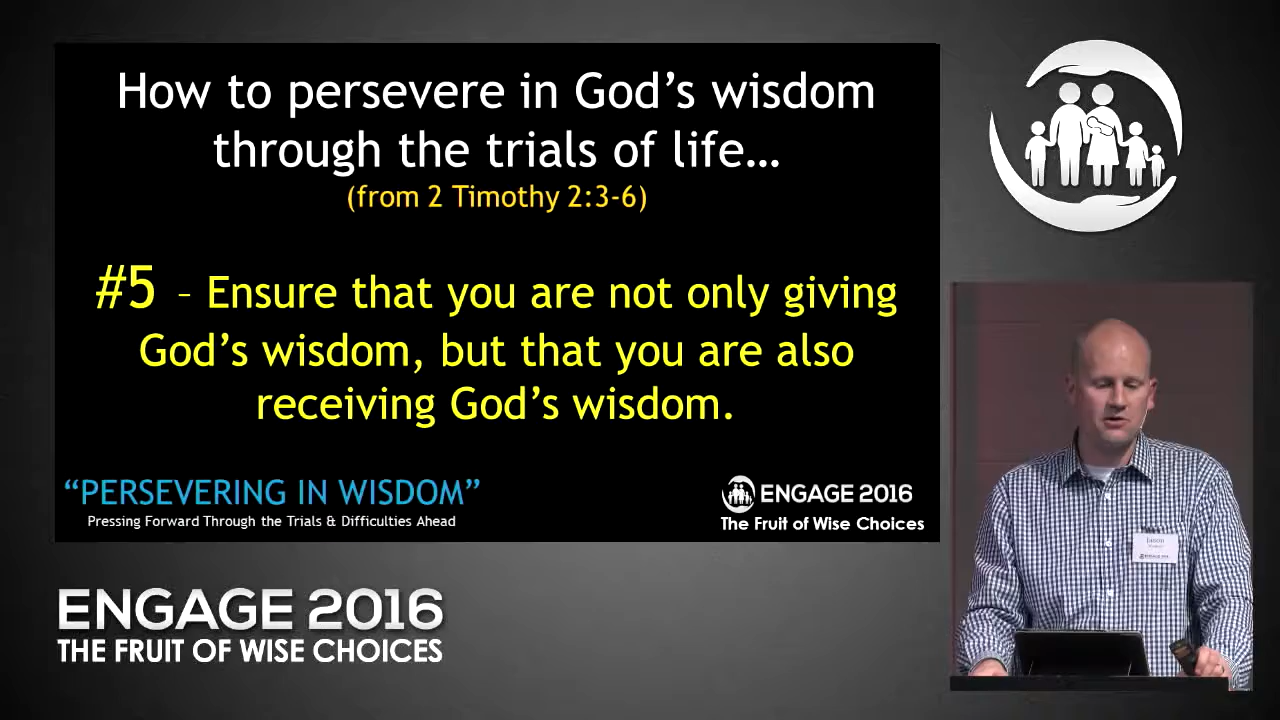 How to persevere in God’s wisdom
through the trials of life…
(from 2 Timothy 2:3-6)
#5 – Ensure that you are not only giving
God’s wisdom, but that you are also
receiving God’s wisdom.
“PERSEVERING IN WISDOM”
Pressing Forward Through the Trials & Difficulties Ahead
ENGAGE 2016
The Fruit of Wise Choices
ENGAGE 2016
THE FRUIT OF WISE CHOICES
Jason